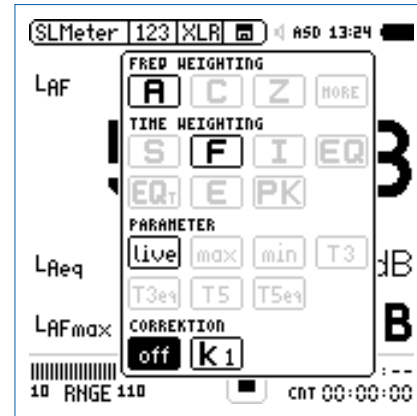 SLMeter 123 XLR ASD 13:24
FREQ WEIGHTING
LAF
A C Z MORE
TIME WEIGHTING
S F I EQ
EQT E PK
PARAMETER
live max min T3
LAeq
dB
T3eq T5 T5eq
LAFmax
CORREKTION
off K1
B
10 RNGE 110
CNT 00:00:00